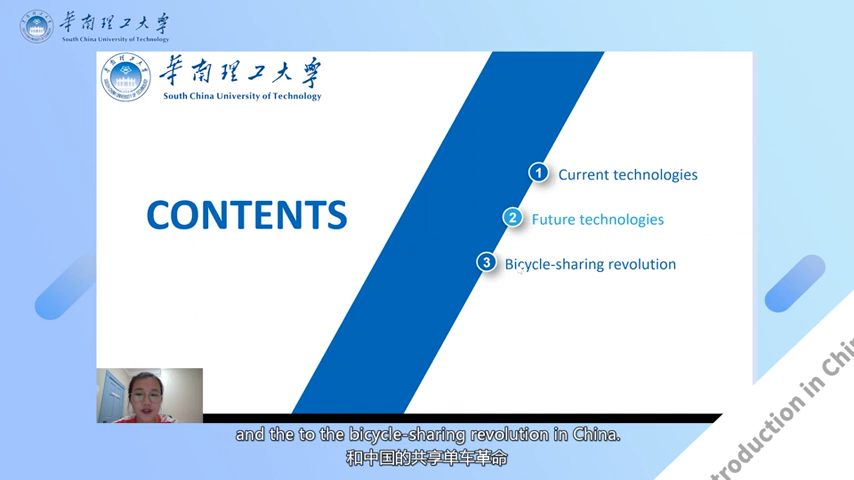 华南理工大学
South China University of Technology
华南理工大学
South China University of Technology
CONTENTS
1 Current technologies
2 Future technologies
3 Bicycle-sharing revolution
troduction in Chi
and the to the bicycle-sharing revolution in China.
和中国的共享单车革命